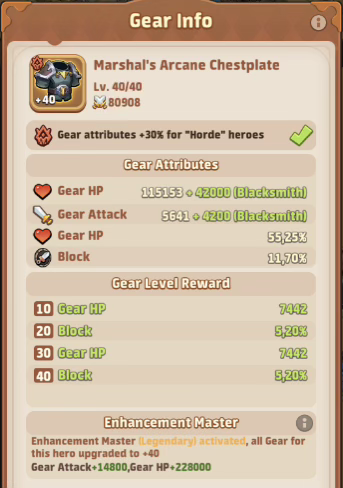 Gear Info
Marshal's Arcane Chestplate
Lv. 40/40
80908
+40
Gear attributes +30% for "Horde" heroes
Gear Attributes
Gear HP 115153 + 42000 (Blacksmith)
Gear Attack 5641 + 4200 (Blacksmith)
Gear HP 55,25%
Block 11,70%
Gear Level Reward
10 Gear HP 7442
20 Block 5,20%
30 Gear HP 7442
40 Block 5,20%
Enhancement Master
Enhancement Master (Legendary) activated, all Gear for
this hero upgraded to +40
Gear Attack+14800,Gear HP+228000